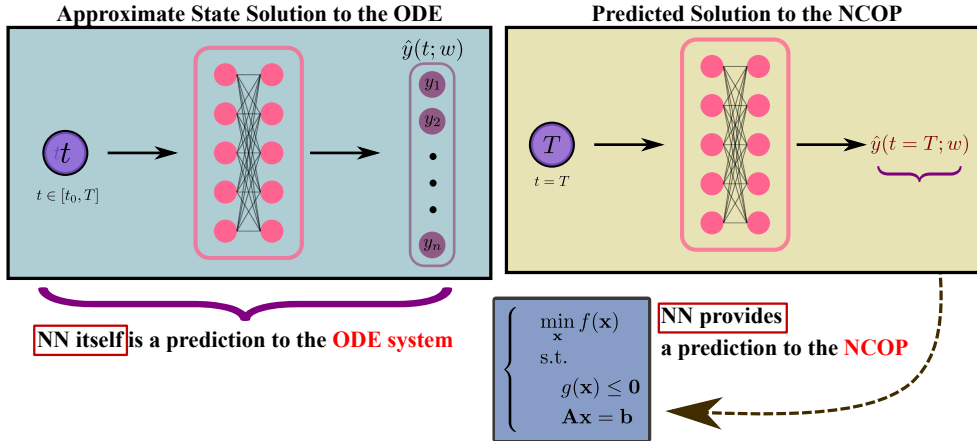 Approximate State Solution to the ODE
ŷ(t; w)
t
t ∈ [t₀, T]
y₁
y₂
yₙ
NN itself is a prediction to the ODE system
Predicted Solution to the NCOP
T
t = T
ŷ(t = T; w)
min f(x)
x
s.t.
g(x) ≤ 0
Ax = b
NN provides
a prediction to the NCOP